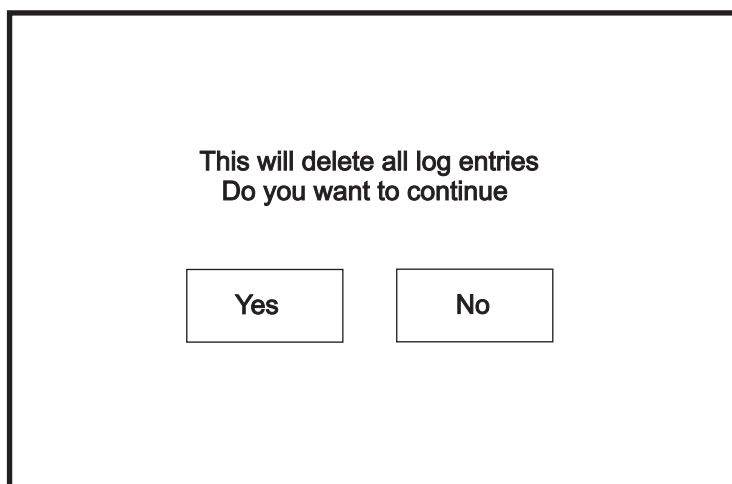 This will delete all log entries
Do you want to continue
Yes
No